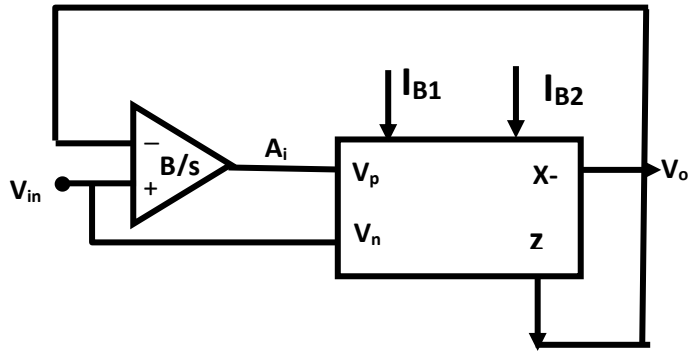 I_B1
I_B2
−
B/s
+
A_i
V_in
V_p
X-
V_o
V_n
z